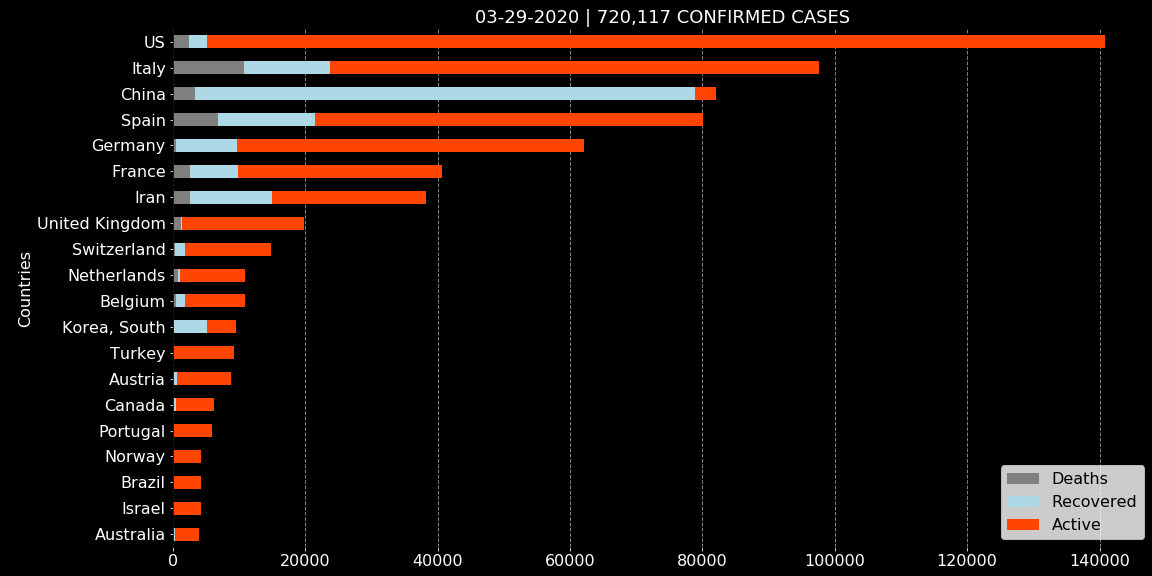 03-29-2020 | 720,117 CONFIRMED CASES
Countries
US
Italy
China
Spain
Germany
France
Iran
United Kingdom
Switzerland
Netherlands
Belgium
Korea, South
Turkey
Austria
Canada
Portugal
Norway
Brazil
Israel
Australia
Deaths
Recovered
Active
0 20000 40000 60000 80000 100000 120000 140000